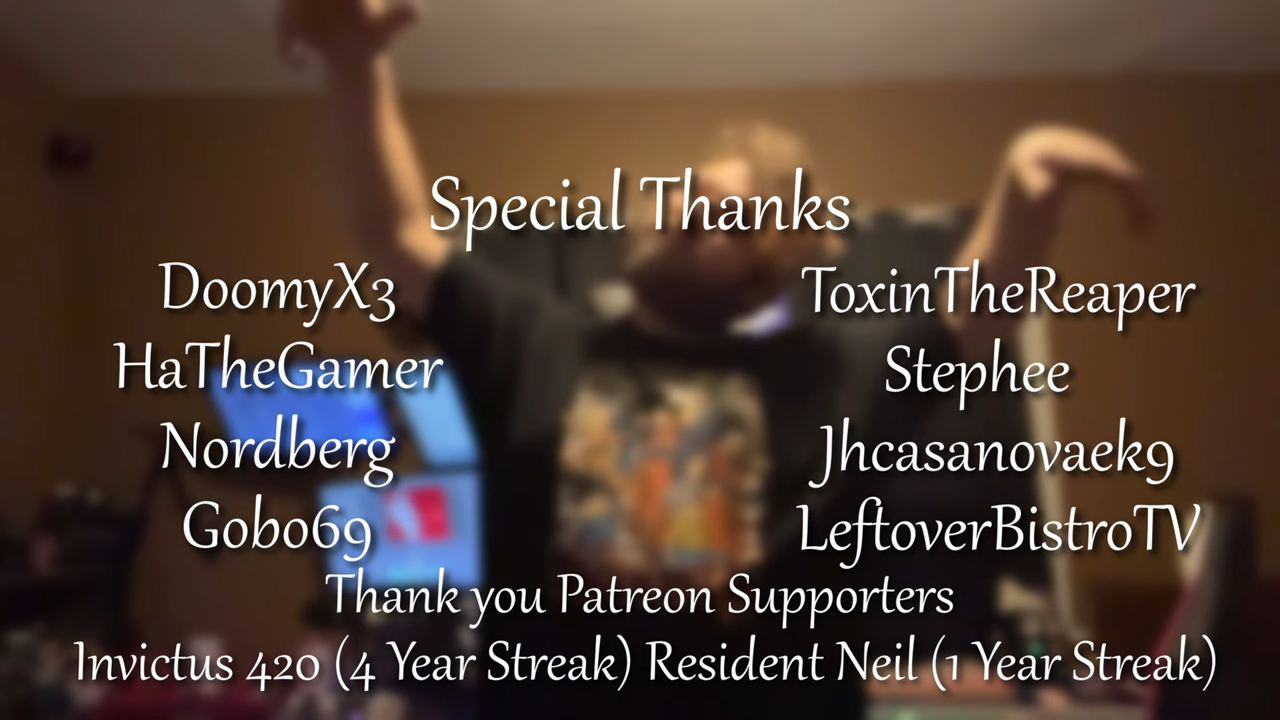 Special Thanks
DoomyX3
ToxinTheReaper
HaTheGamer
Stephee
Nordberg
Jhcasanovaek9
Gobo69
LeftoverBistroTV
Thank you Patreon Supporters
Invictus 420 (4 Year Streak) Resident Neil (1 Year Streak)